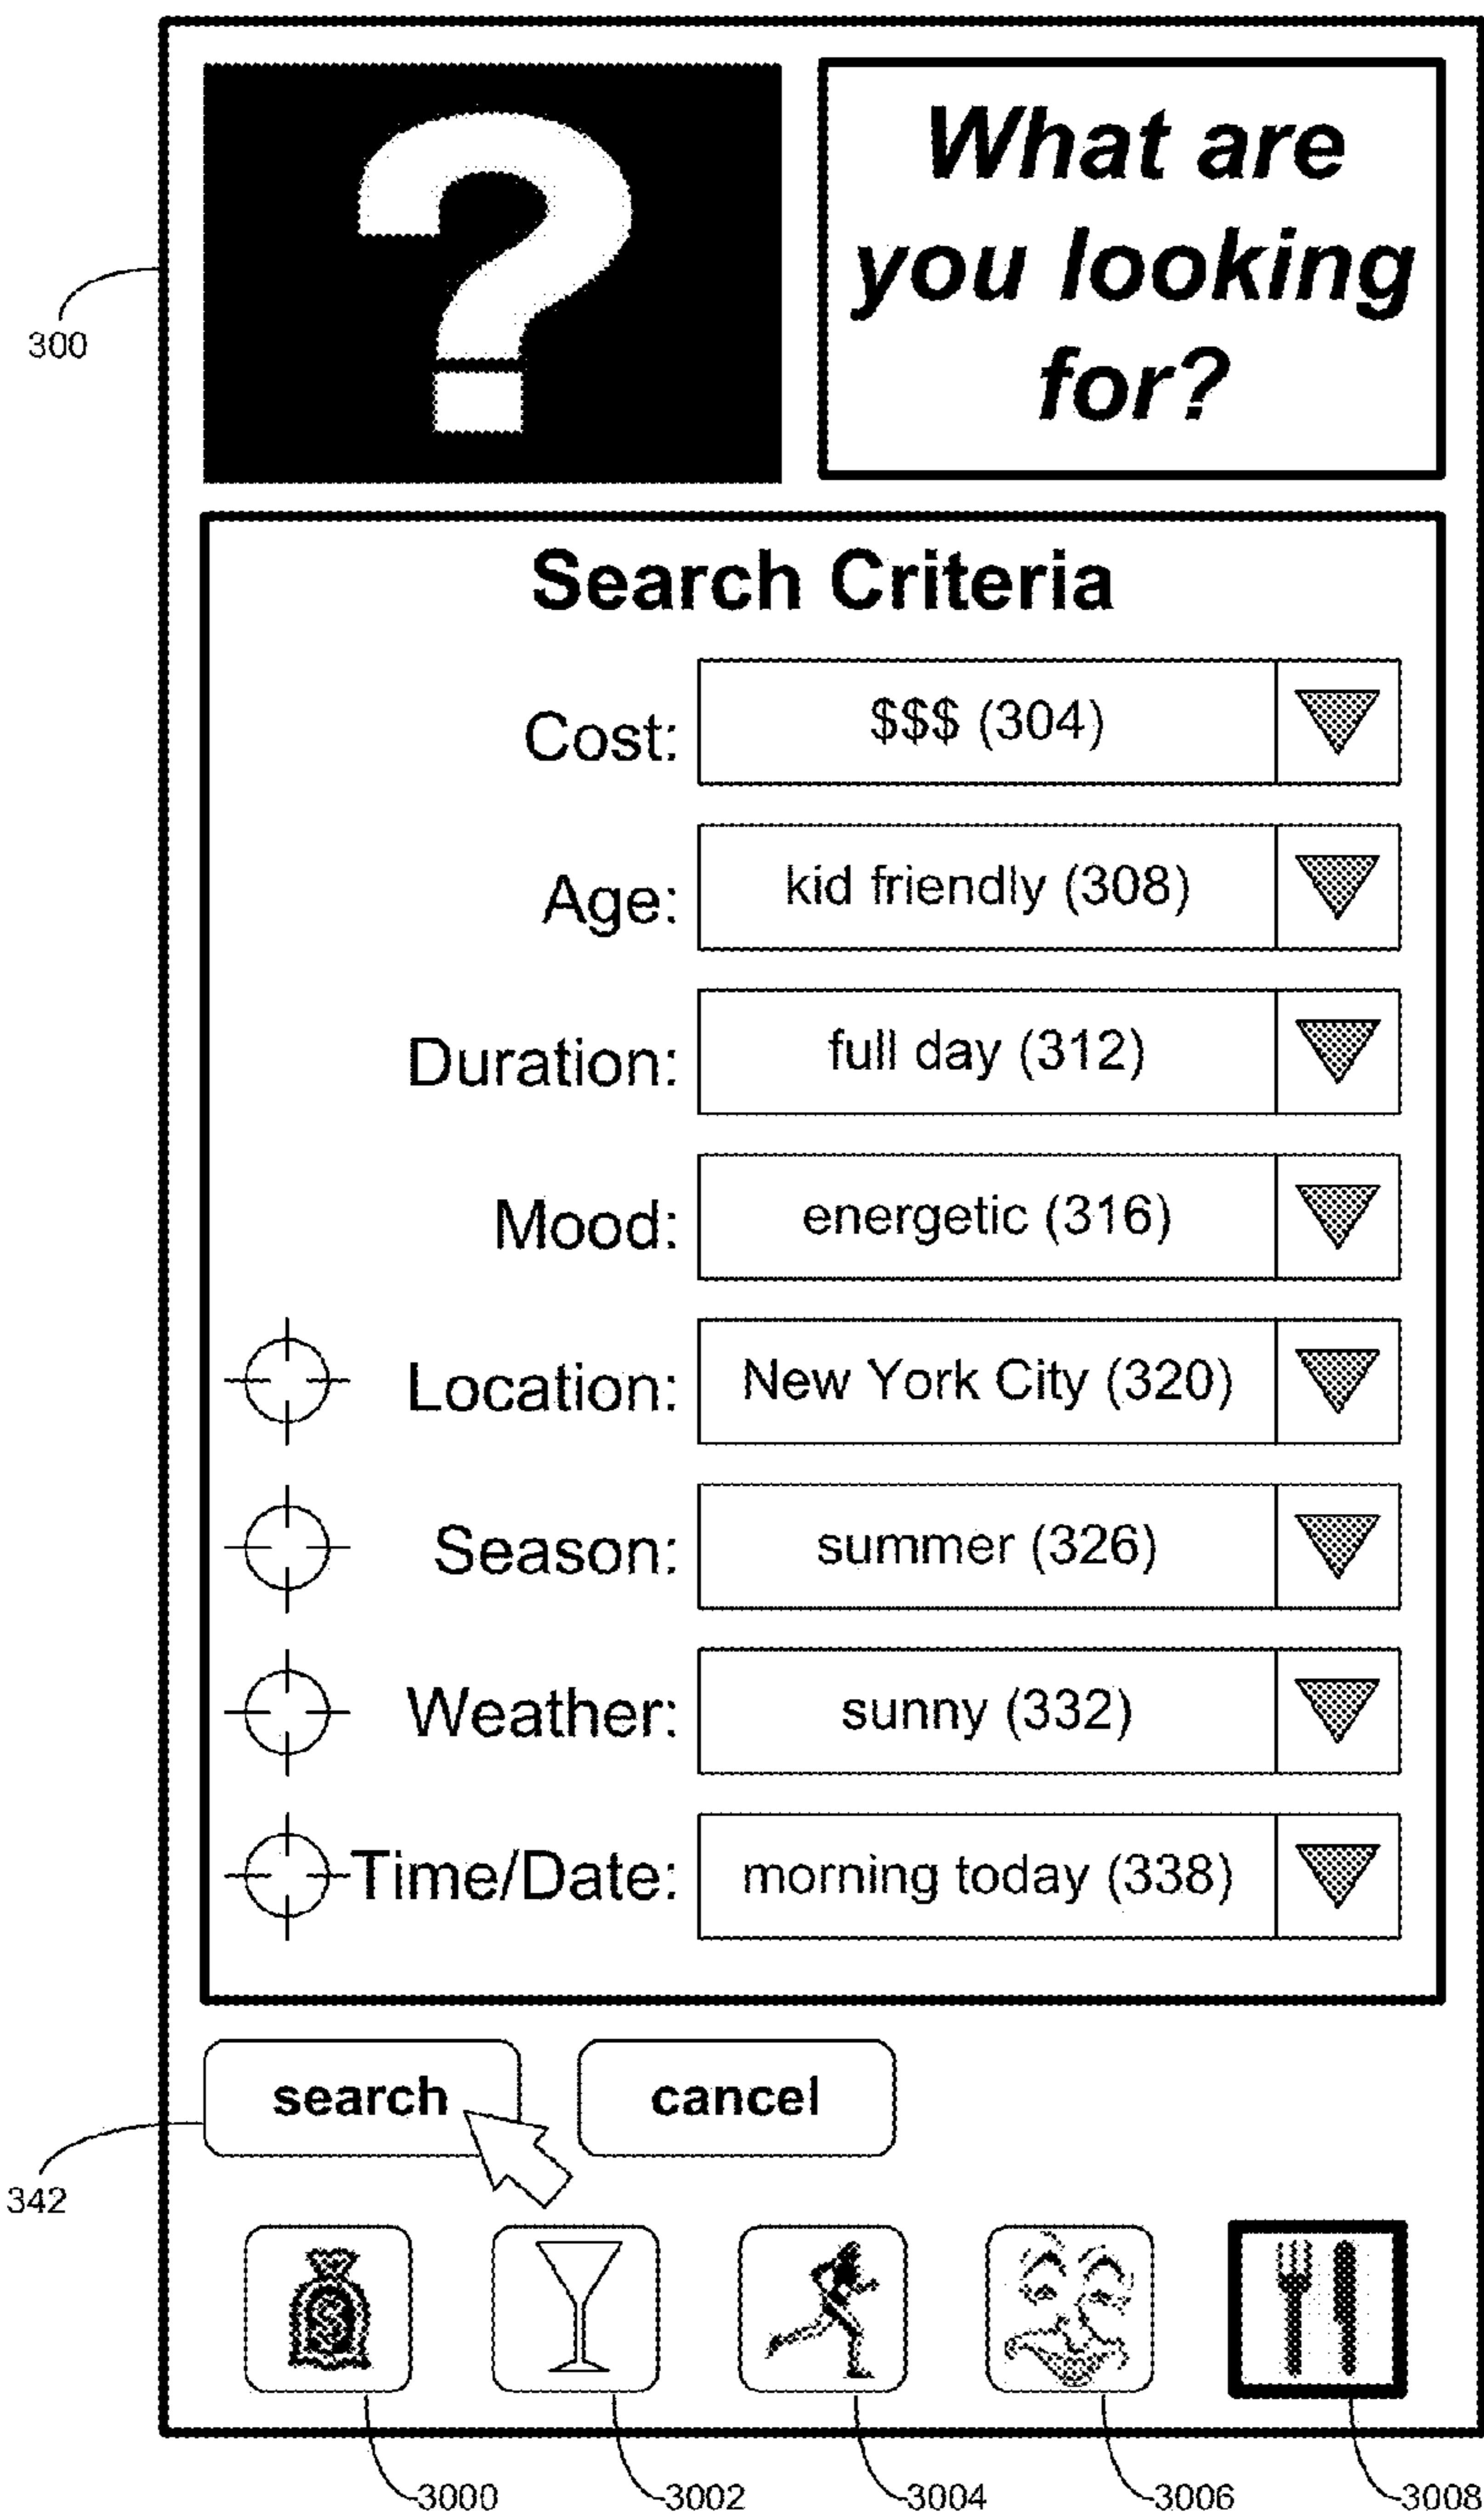 ?
What are
you looking
for?
300
Search Criteria
Cost: $$$ (304)
Age: kid friendly (308)
Duration: full day (312)
Mood: energetic (316)
Location: New York City (320)
Season: summer (326)
Weather: sunny (332)
Time/Date: morning today (338)
search cancel
342
$
3000 3002 3004 3006 3008